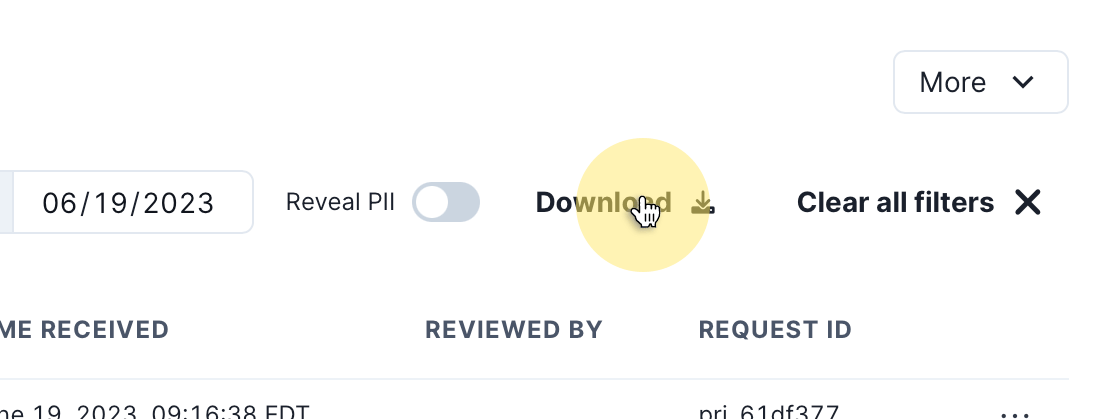 More
06/19/2023 Reveal PII Download Clear all filters
ME RECEIVED REVIEWED BY REQUEST ID
ne 19, 2023, 09:16:38 EDT pri_61df377 ...